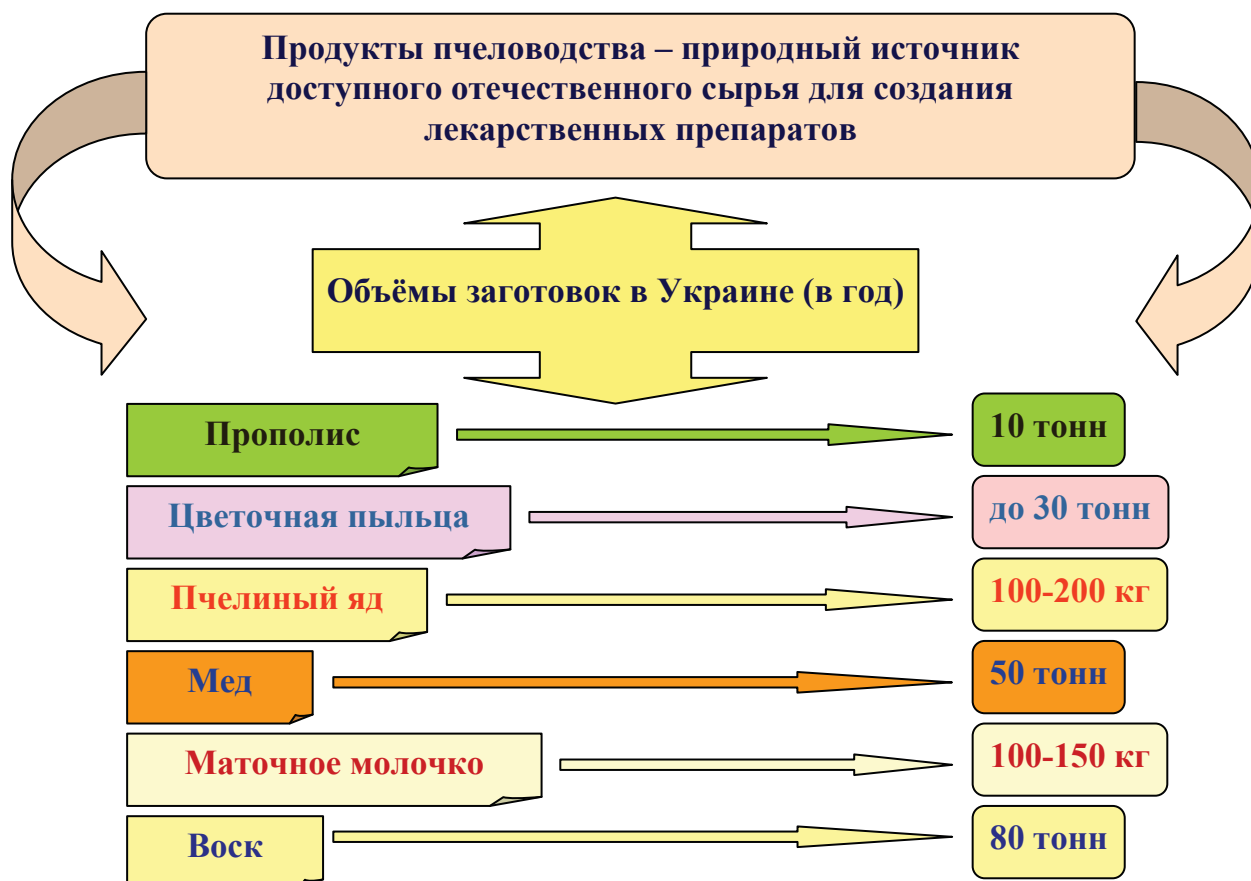 Продукты пчеловодства – природный источник
доступного отечественного сырья для создания
лекарственных препаратов
Объёмы заготовок в Украине (в год)
Прополис
10 тонн
Цветочная пыльца
до 30 тонн
Пчелиный яд
100-200 кг
Мед
50 тонн
Маточное молочко
100-150 кг
Воск
80 тонн